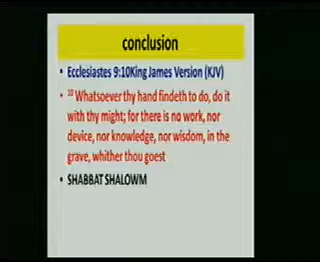 conclusion
• Ecclesiastes 9:10King James Version (KJV)
• 10 Whatsoever thy hand findeth to do, do it
with thy might; for there is no work, nor
device, nor knowledge, nor wisdom, in the
grave, whither thou goest
• SHABBAT SHALOWM